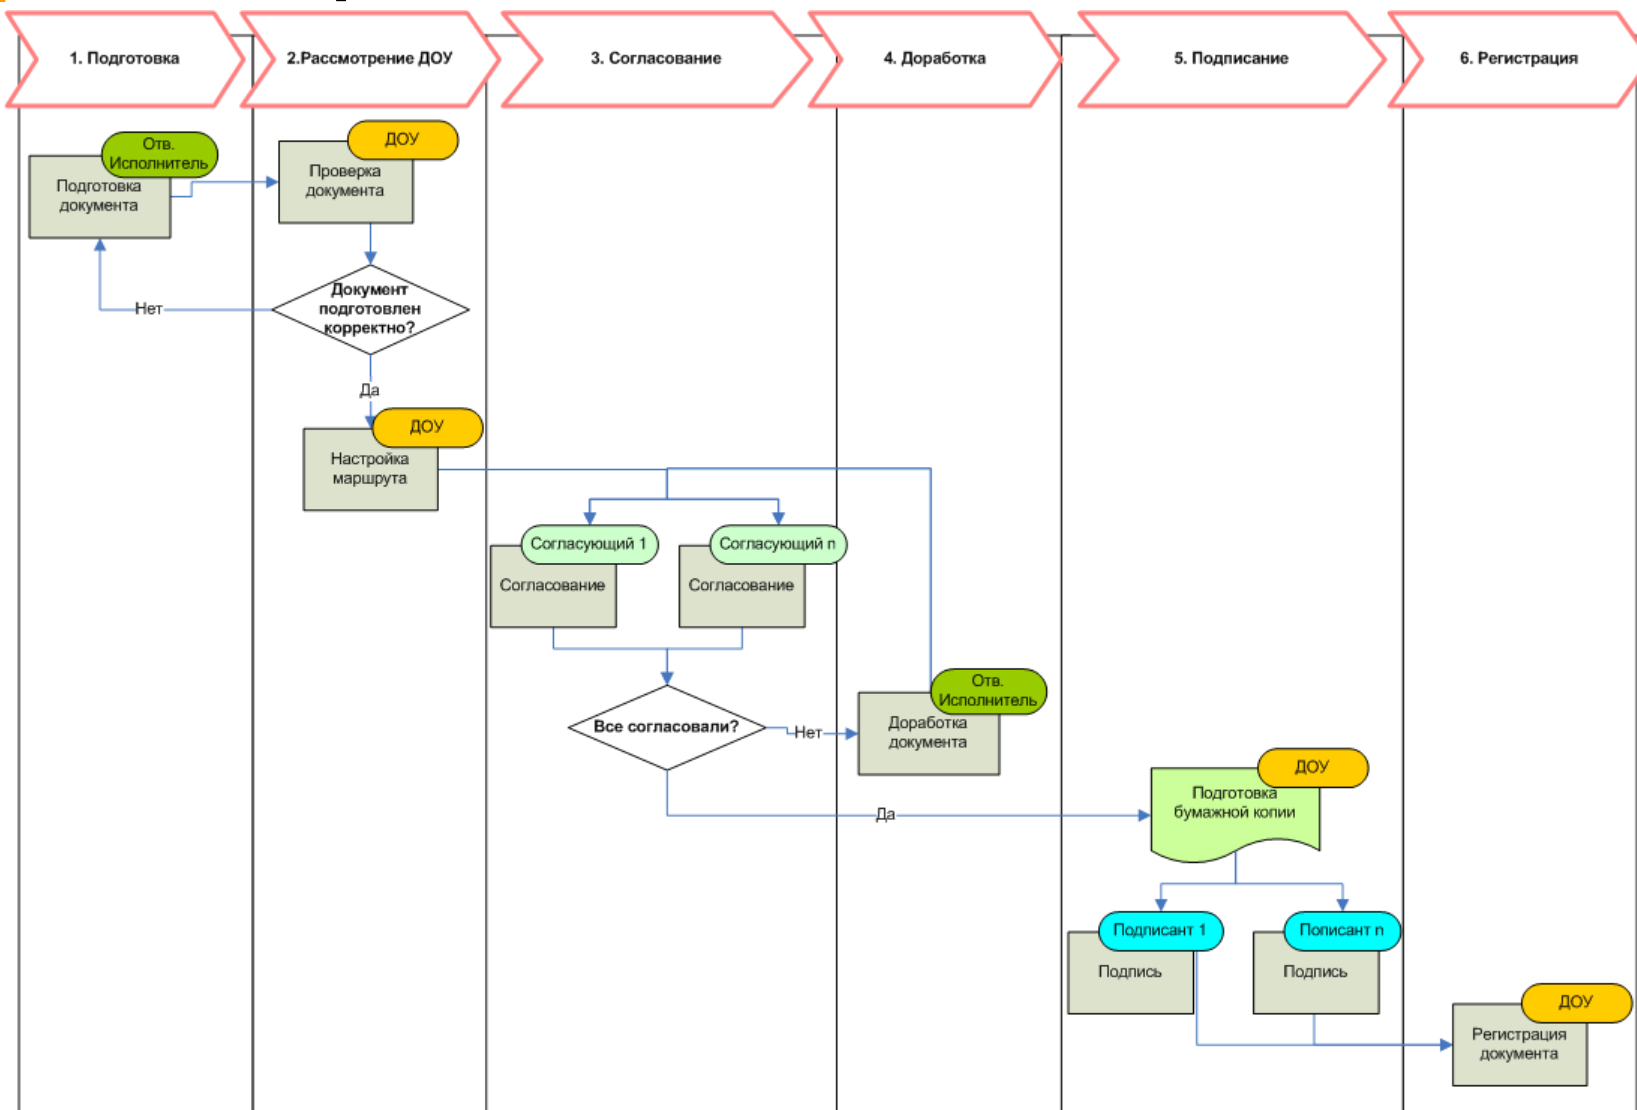 1. Подготовка
2.Рассмотрение ДОУ
3. Согласование
4. Доработка
5. Подписание
6. Регистрация
Отв.
Исполнитель
Подготовка
документа
ДОУ
Проверка
документа
Документ
подготовлен
корректно?
Нет
Да
ДОУ
Настройка
маршрута
Согласующий 1
Согласование
Согласующий n
Согласование
Все согласовали?
Нет
Отв.
Исполнитель
Доработка
документа
Да
ДОУ
Подготовка
бумажной копии
Подписант 1
Подпись
Пописант n
Подпись
ДОУ
Регистрация
документа